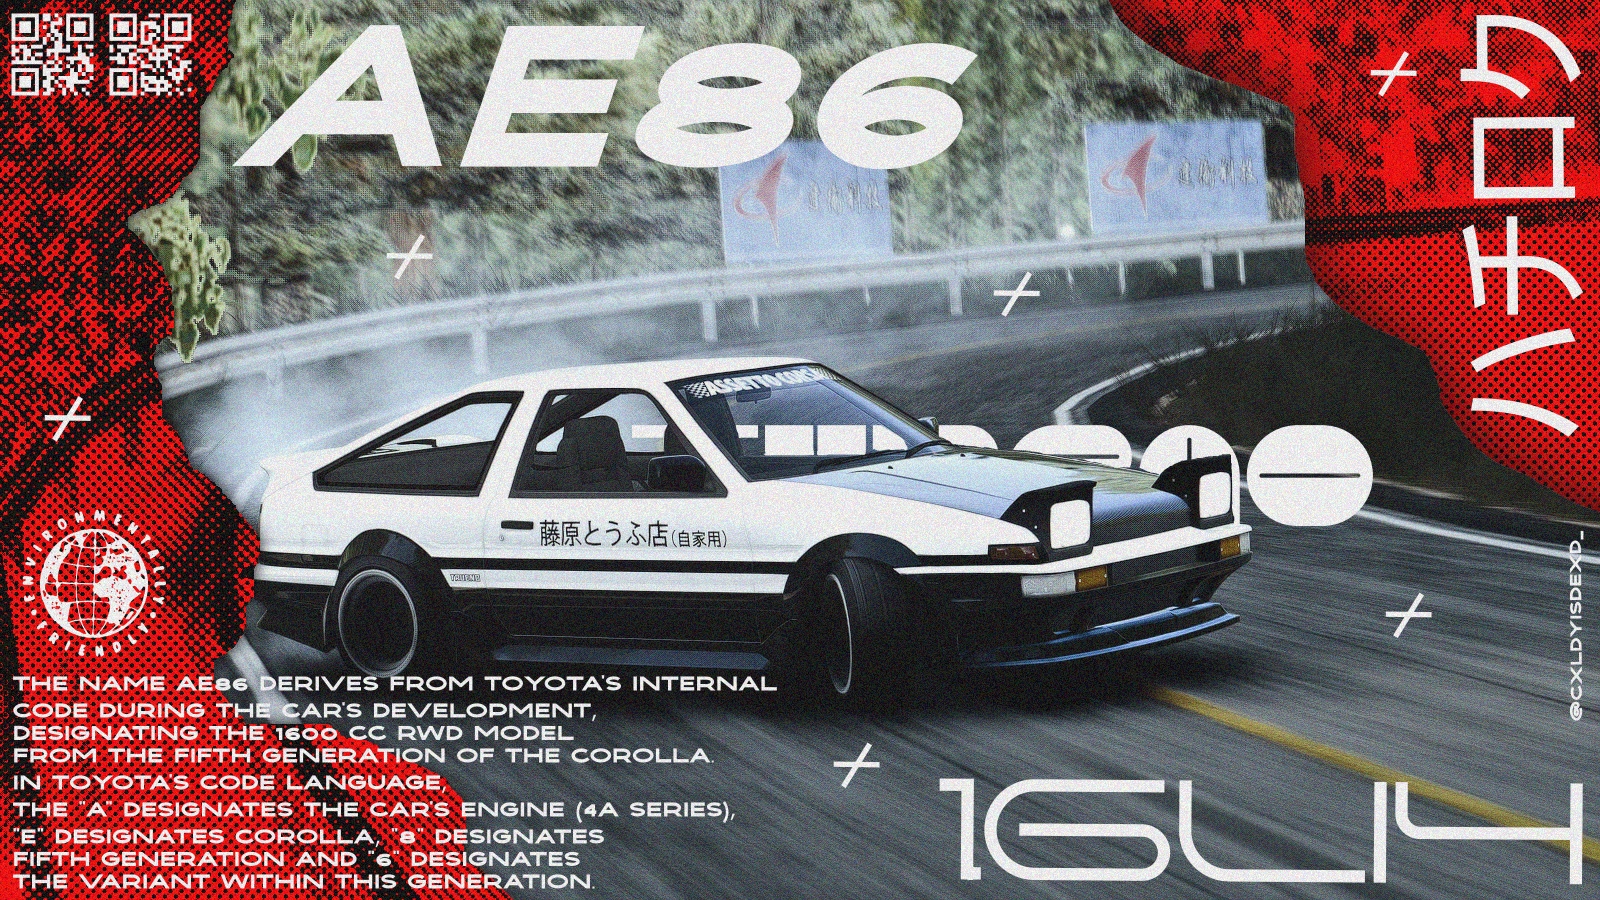 AE86
ハチロク
ASSETTO CORSA
藤原とうふ店(自家用)
TRUENO
ENVIRONMENTALLY FRIENDLY
@CXLDYISDEXD_
THE NAME AE86 DERIVES FROM TOYOTA'S INTERNAL
CODE DURING THE CAR'S DEVELOPMENT,
DESIGNATING THE 1600 CC RWD MODEL
FROM THE FIFTH GENERATION OF THE COROLLA.
IN TOYOTA'S CODE LANGUAGE,
THE "A" DESIGNATES THE CAR'S ENGINE (4A SERIES),
"E" DESIGNATES COROLLA, "8" DESIGNATES
FIFTH GENERATION AND "6" DESIGNATES
THE VARIANT WITHIN THIS GENERATION.